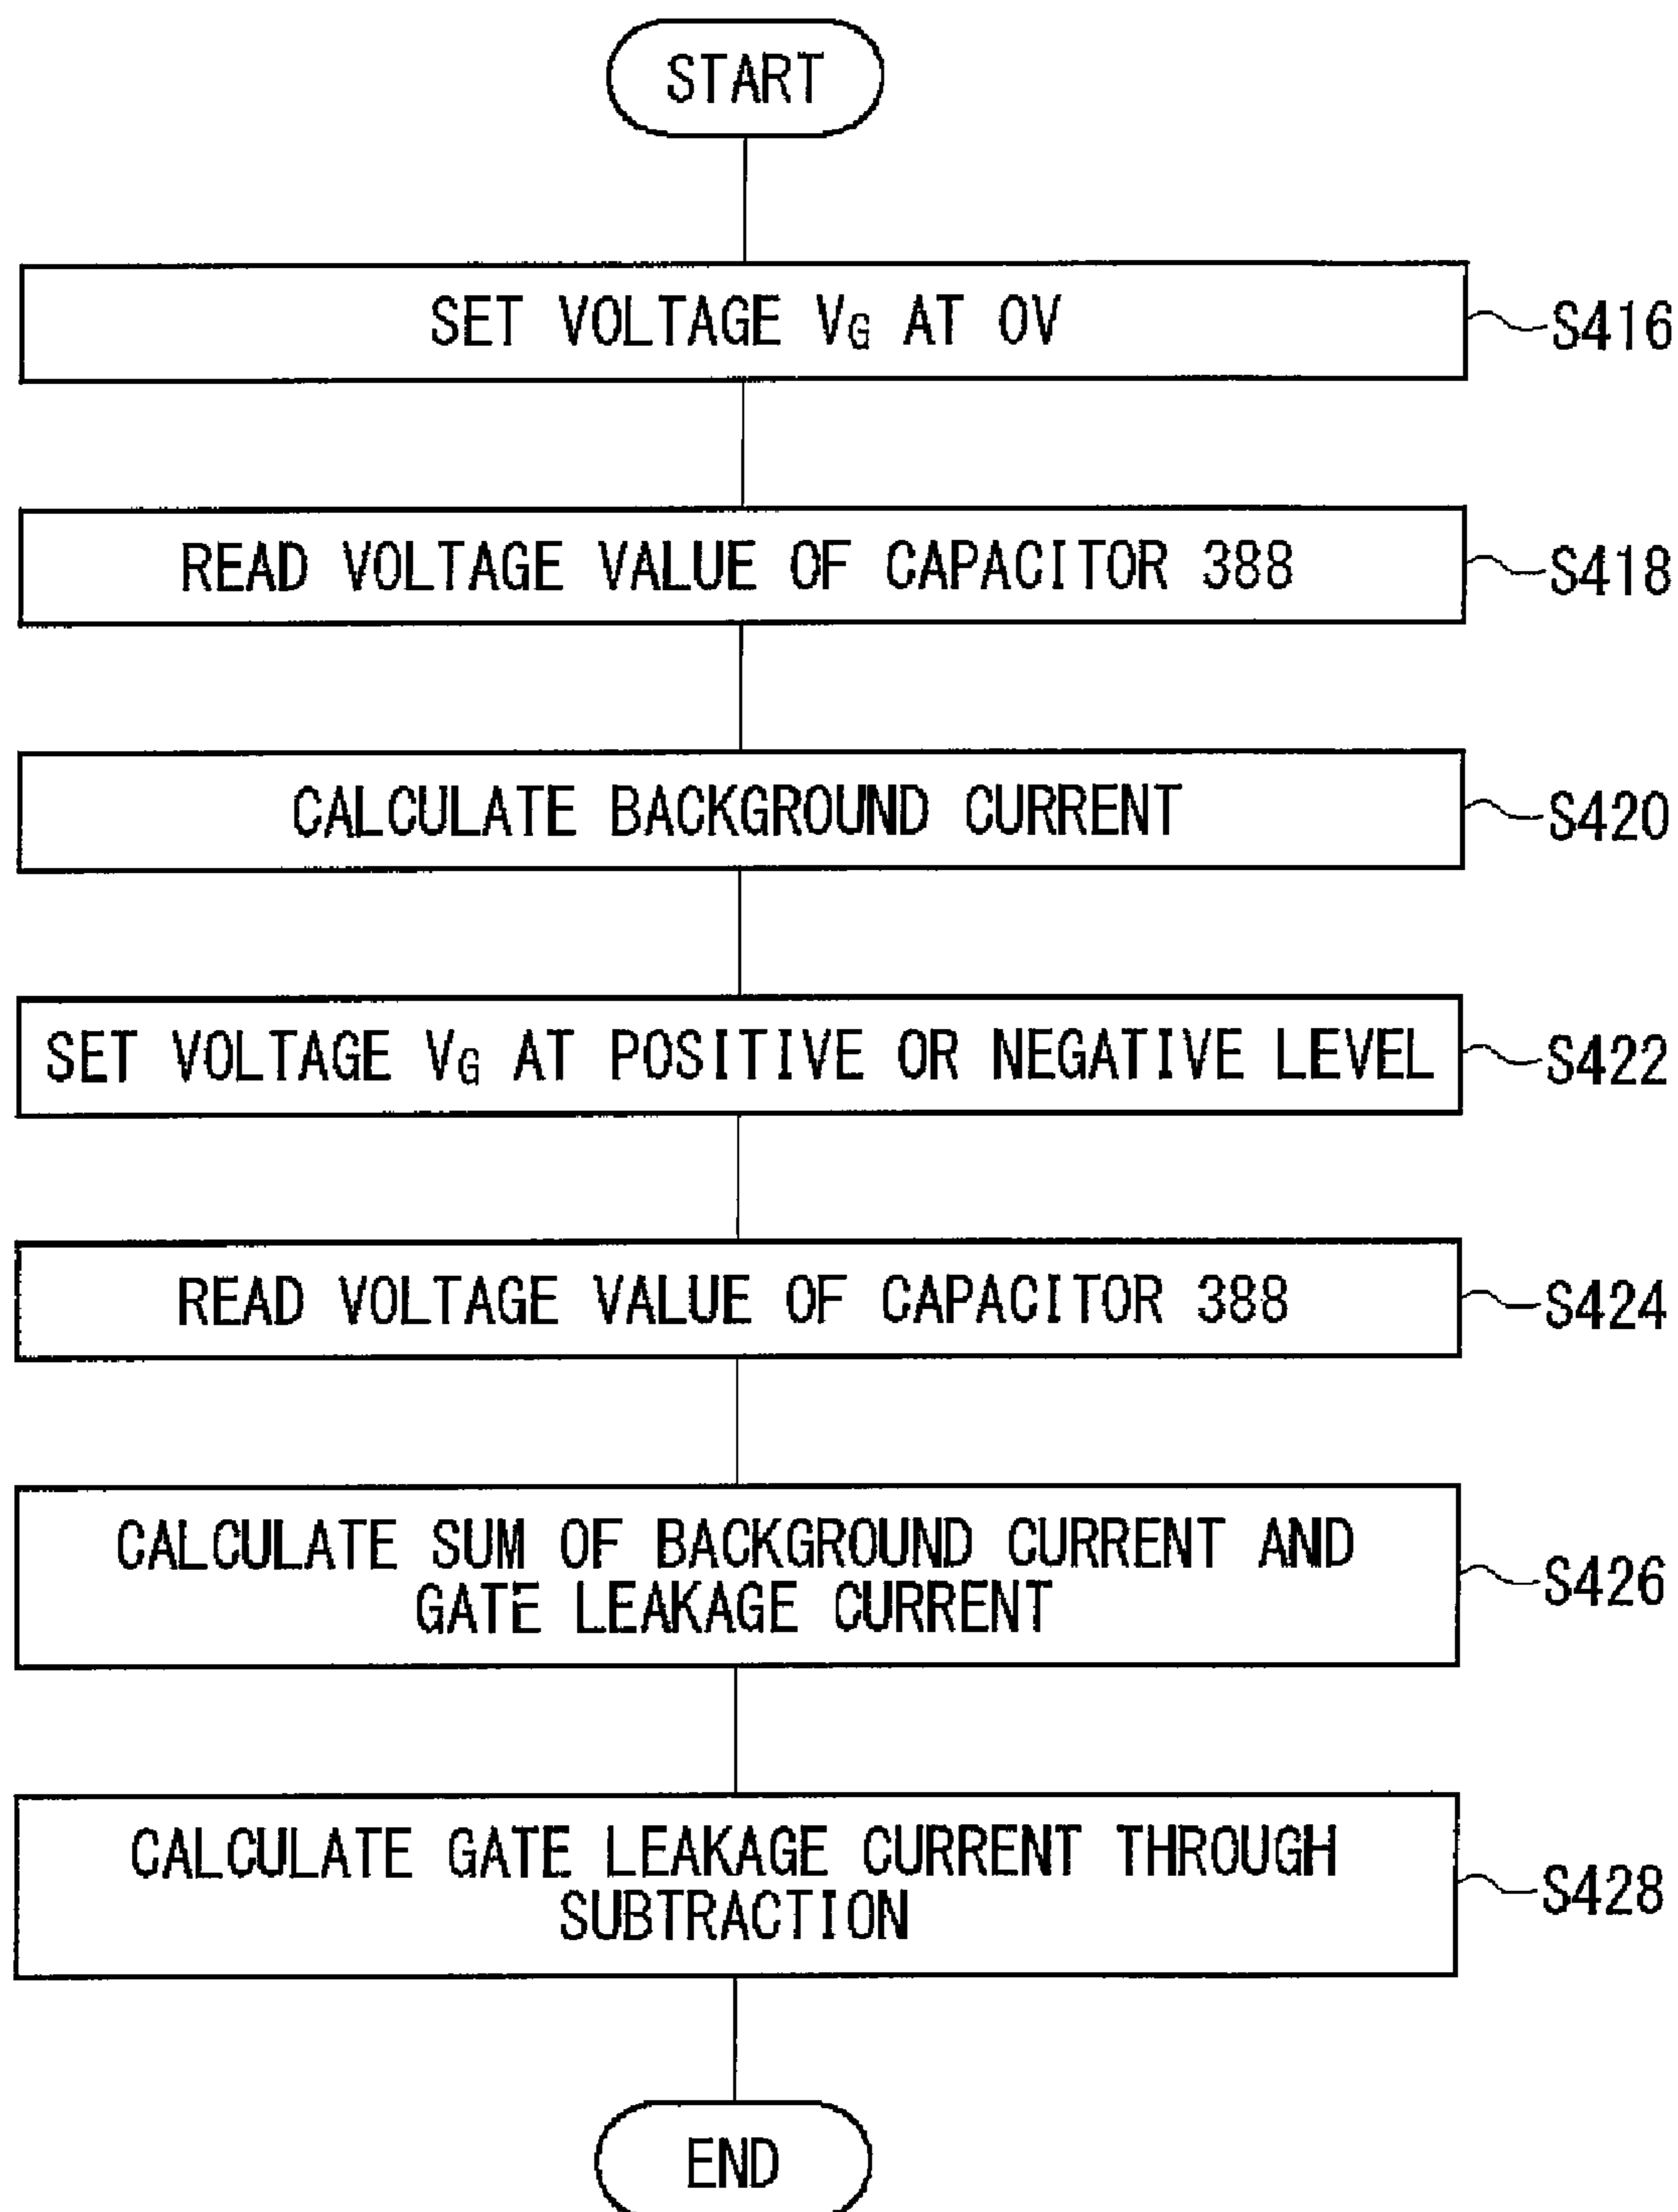 START
SET VOLTAGE VG AT 0V
S416
READ VOLTAGE VALUE OF CAPACITOR 388
S418
CALCULATE BACKGROUND CURRENT
S420
SET VOLTAGE VG AT POSITIVE OR NEGATIVE LEVEL
S422
READ VOLTAGE VALUE OF CAPACITOR 388
S424
CALCULATE SUM OF BACKGROUND CURRENT AND
GATE LEAKAGE CURRENT
S426
CALCULATE GATE LEAKAGE CURRENT THROUGH
SUBTRACTION
S428
END